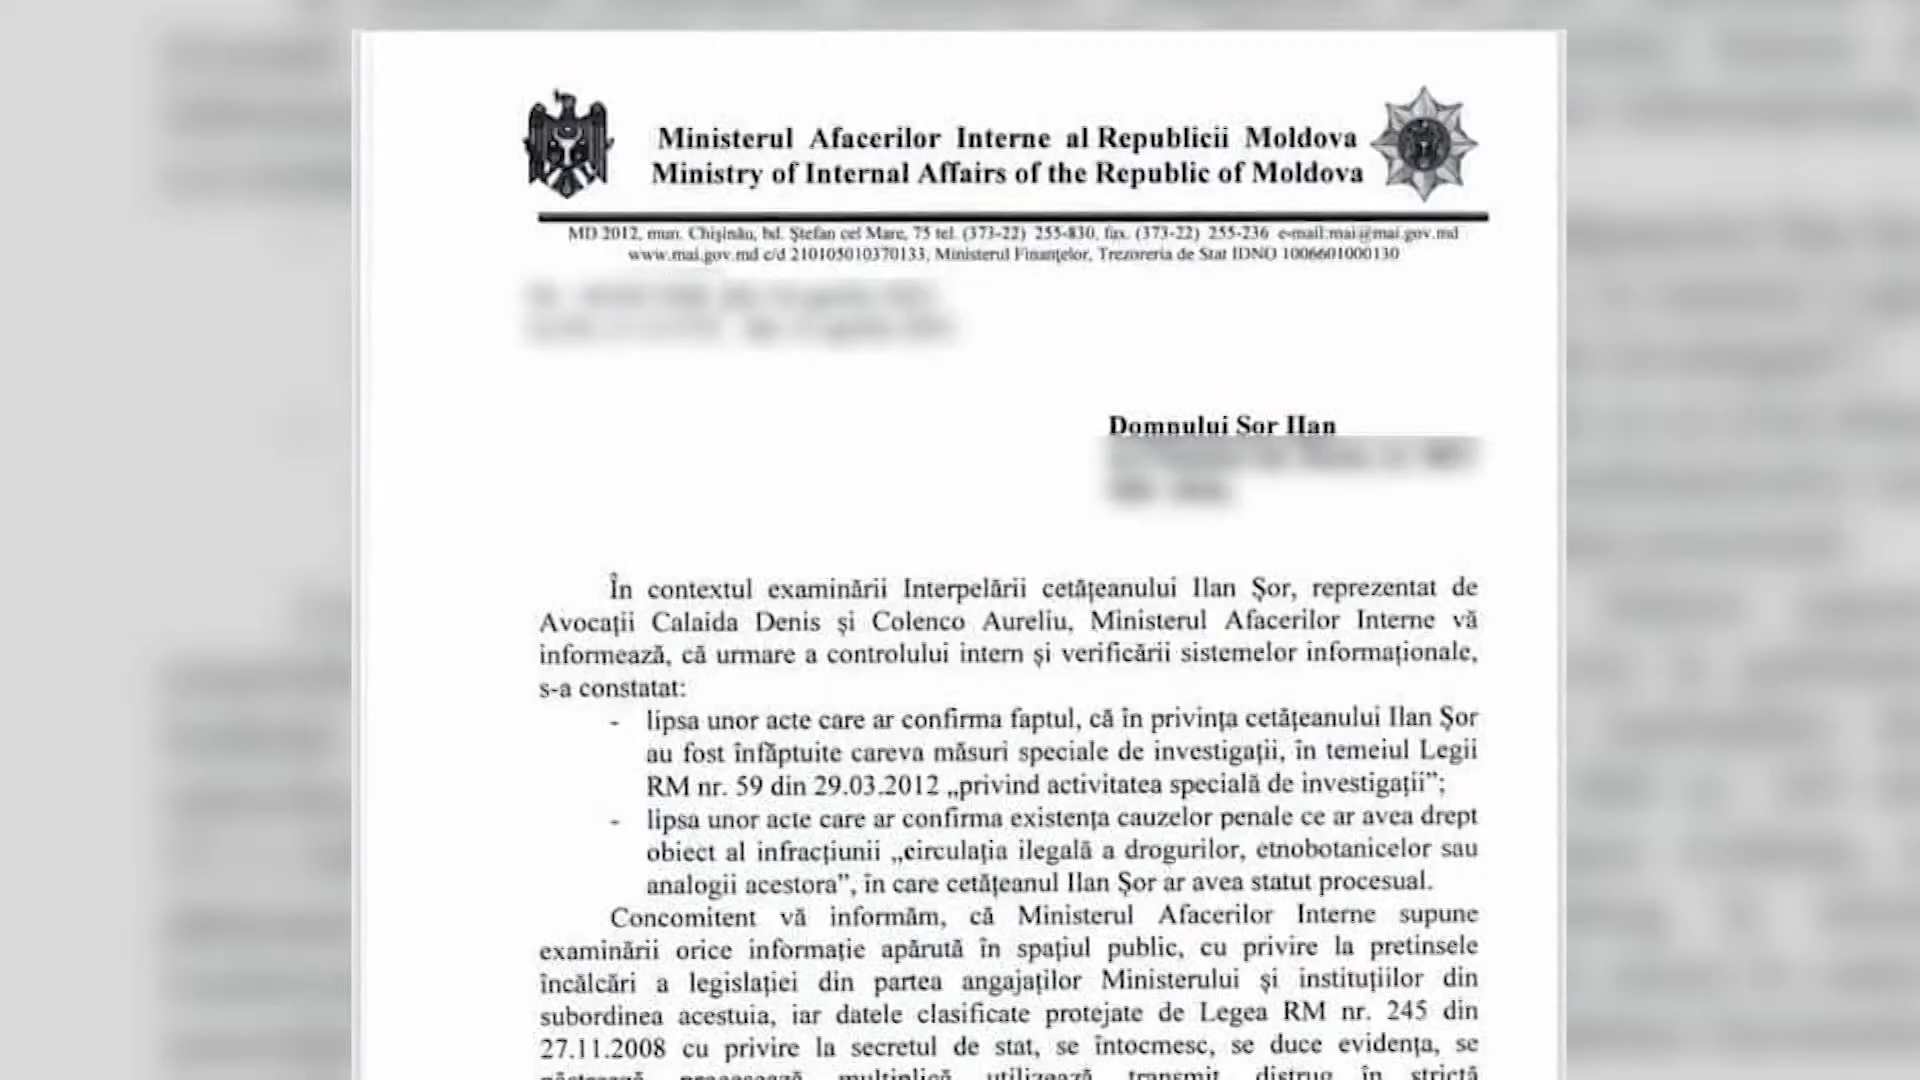 Ministerul Afacerilor Interne al Republicii Moldova
Ministry of Internal Affairs of the Republic of Moldova
MD 2012, mun. Chişinău, bd. Ştefan cel Mare, 75 tel. (373-22) 255-830, fax. (373-22) 255-236 e-mail:mai@mai.gov.md
www.mai.gov.md c/d 210105010370133, Ministerul Finanţelor, Trezoreria de Stat IDNO 1006601000130
Domnului Şor Ilan
În contextul examinării Interpelării cetăţeanului Ilan Şor, reprezentat de
Avocaţii Calaida Denis şi Colenco Aureliu, Ministerul Afacerilor Interne vă
informează, că urmare a controlului intern şi verificării sistemelor informaţionale,
s-a constatat:
- lipsa unor acte care ar confirma faptul, că în privinţa cetăţeanului Ilan Şor
au fost înfăptuite careva măsuri speciale de investigaţii, în temeiul Legii
RM nr. 59 din 29.03.2012 „privind activitatea specială de investigaţii”;
- lipsa unor acte care ar confirma existenţa cauzelor penale ce ar avea drept
obiect al infracţiunii „circulaţia ilegală a drogurilor, etnobotanicelor sau
analogii acestora”, în care cetăţeanul Ilan Şor ar avea statut procesual.
Concomitent vă informăm, că Ministerul Afacerilor Interne supune
examinării orice informaţie apărută în spaţiul public, cu privire la pretinsele
încălcări a legislaţiei din partea angajaţilor Ministerului şi instituţiilor din
subordinea acestuia, iar datele clasificate protejate de Legea RM nr. 245 din
27.11.2008 cu privire la secretul de stat, se întocmesc, se duce evidenţa, se
păstrează, procesează, multiplică, utilizează, transmit, distrug în strictă